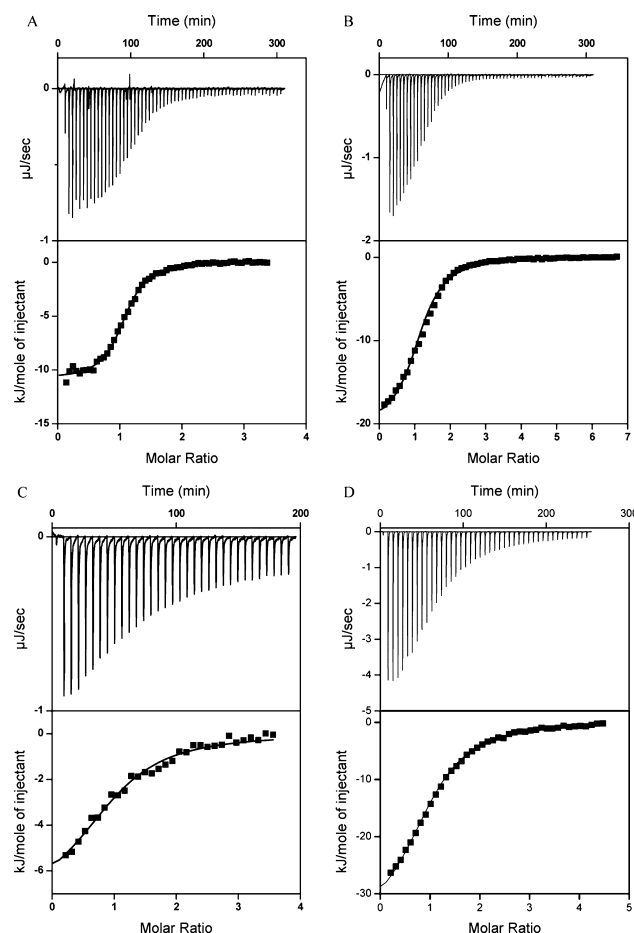 A
Time (min)
0 100 200 300
0
-1
µJ/sec
0
-5
-10
-15
kJ/mole of injectant
0 1 2 3 4
Molar Ratio
B
Time (min)
0 100 200 300
0
-1
-2
µJ/sec
0
-10
-20
kJ/mole of injectant
0 1 2 3 4 5 6 7
Molar Ratio
C
Time (min)
0 100 200
0
-1
µJ/sec
0
-2
-4
-6
kJ/mole of injectant
0 1 2 3 4
Molar Ratio
D
Time (min)
0 100 200 300
0
-1
-2
-3
-4
-5
µJ/sec
0
-10
-20
-30
kJ/mole of injectant
0 1 2 3 4 5
Molar Ratio